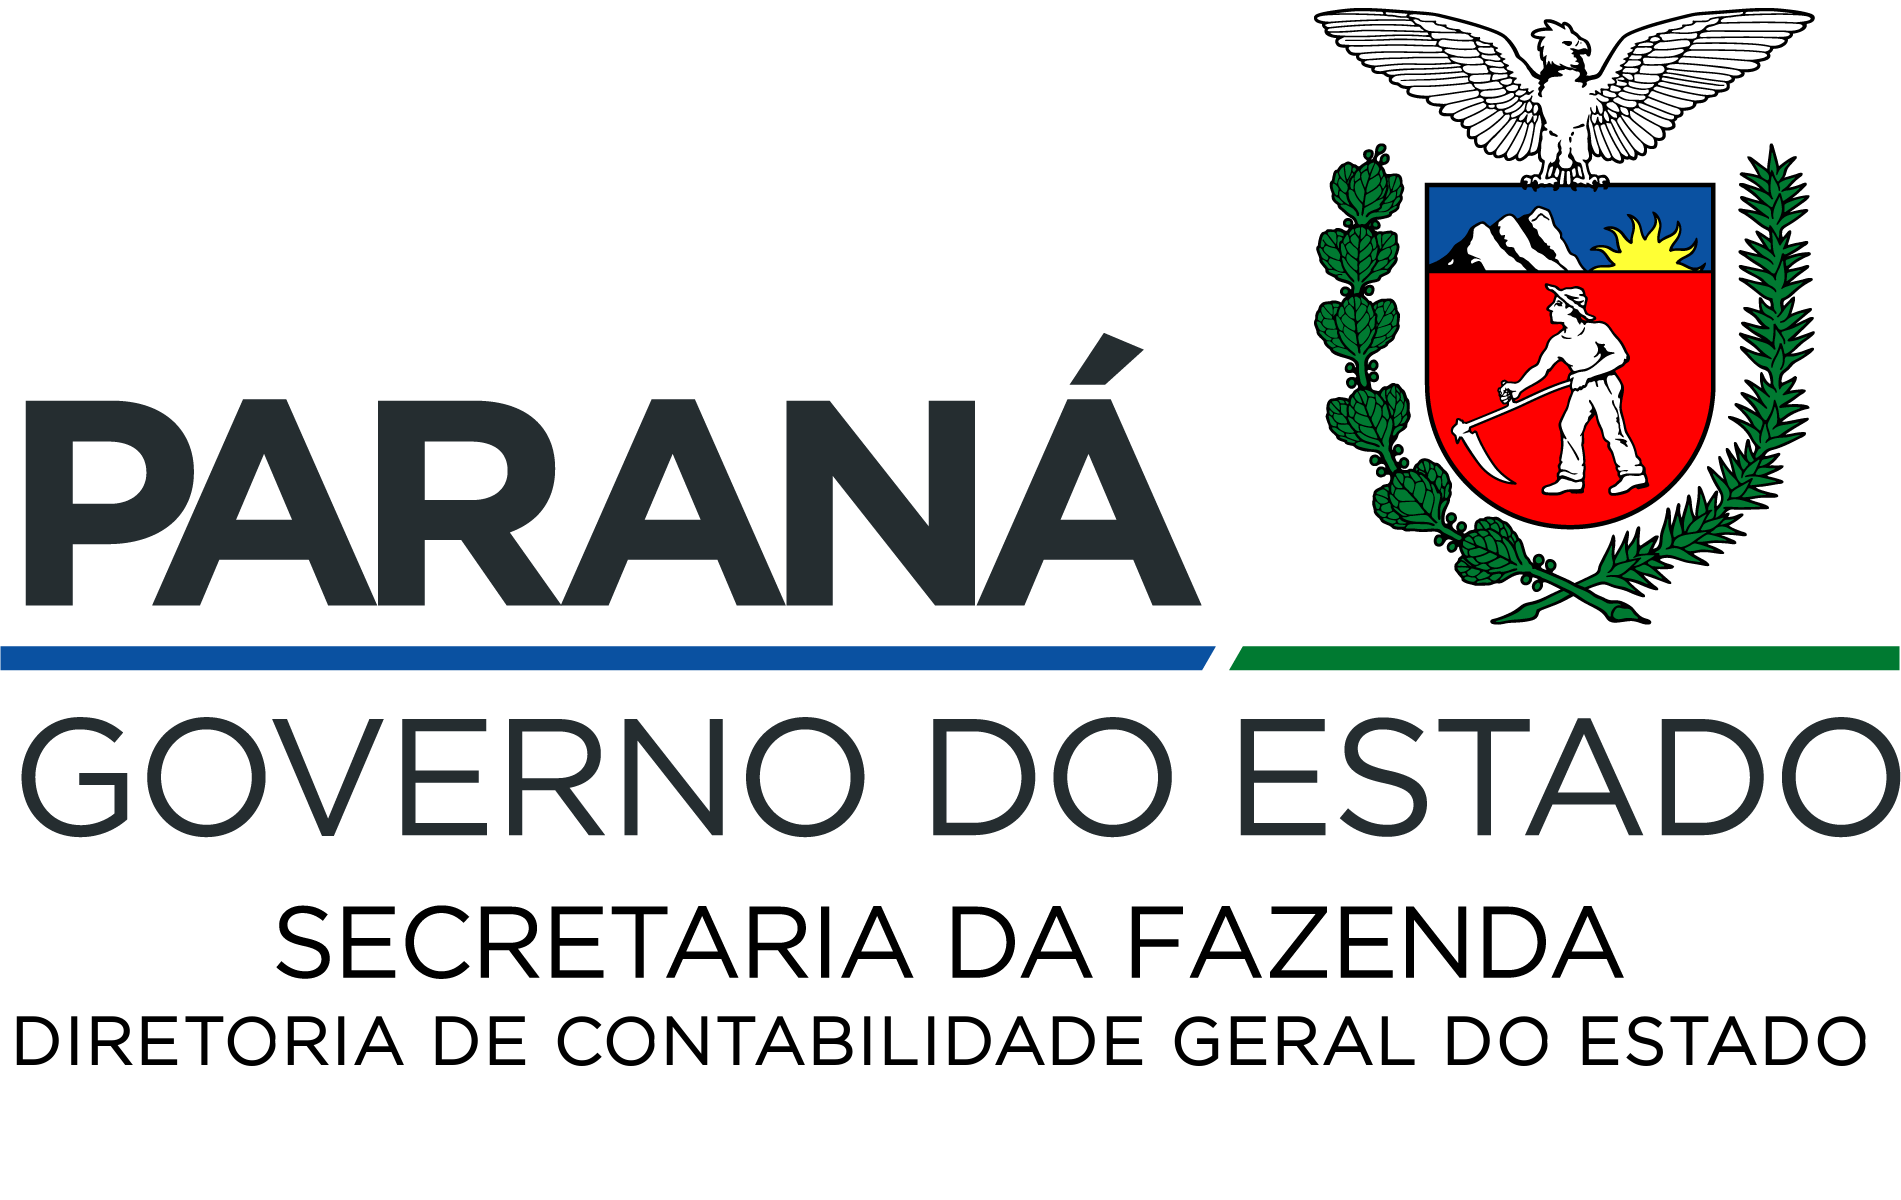 PARANÁ
GOVERNO DO ESTADO
SECRETARIA DA FAZENDA
DIRETORIA DE CONTABILIDADE GERAL DO ESTADO